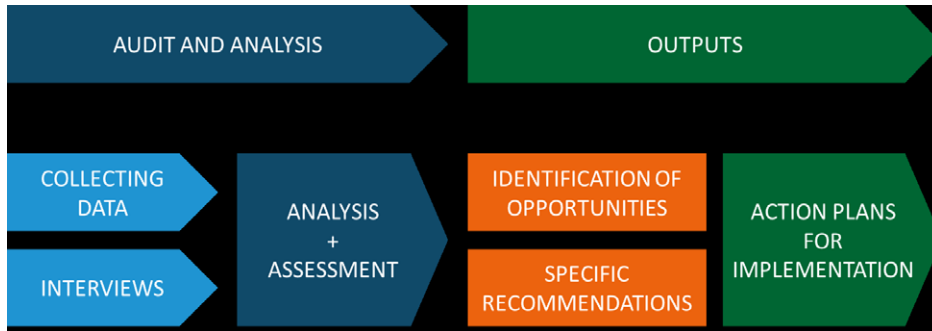 AUDIT AND ANALYSIS
OUTPUTS
COLLECTING
DATA
INTERVIEWS
ANALYSIS
+
ASSESSMENT
IDENTIFICATION OF
OPPORTUNITIES
SPECIFIC
RECOMMENDATIONS
ACTION PLANS
FOR
IMPLEMENTATION